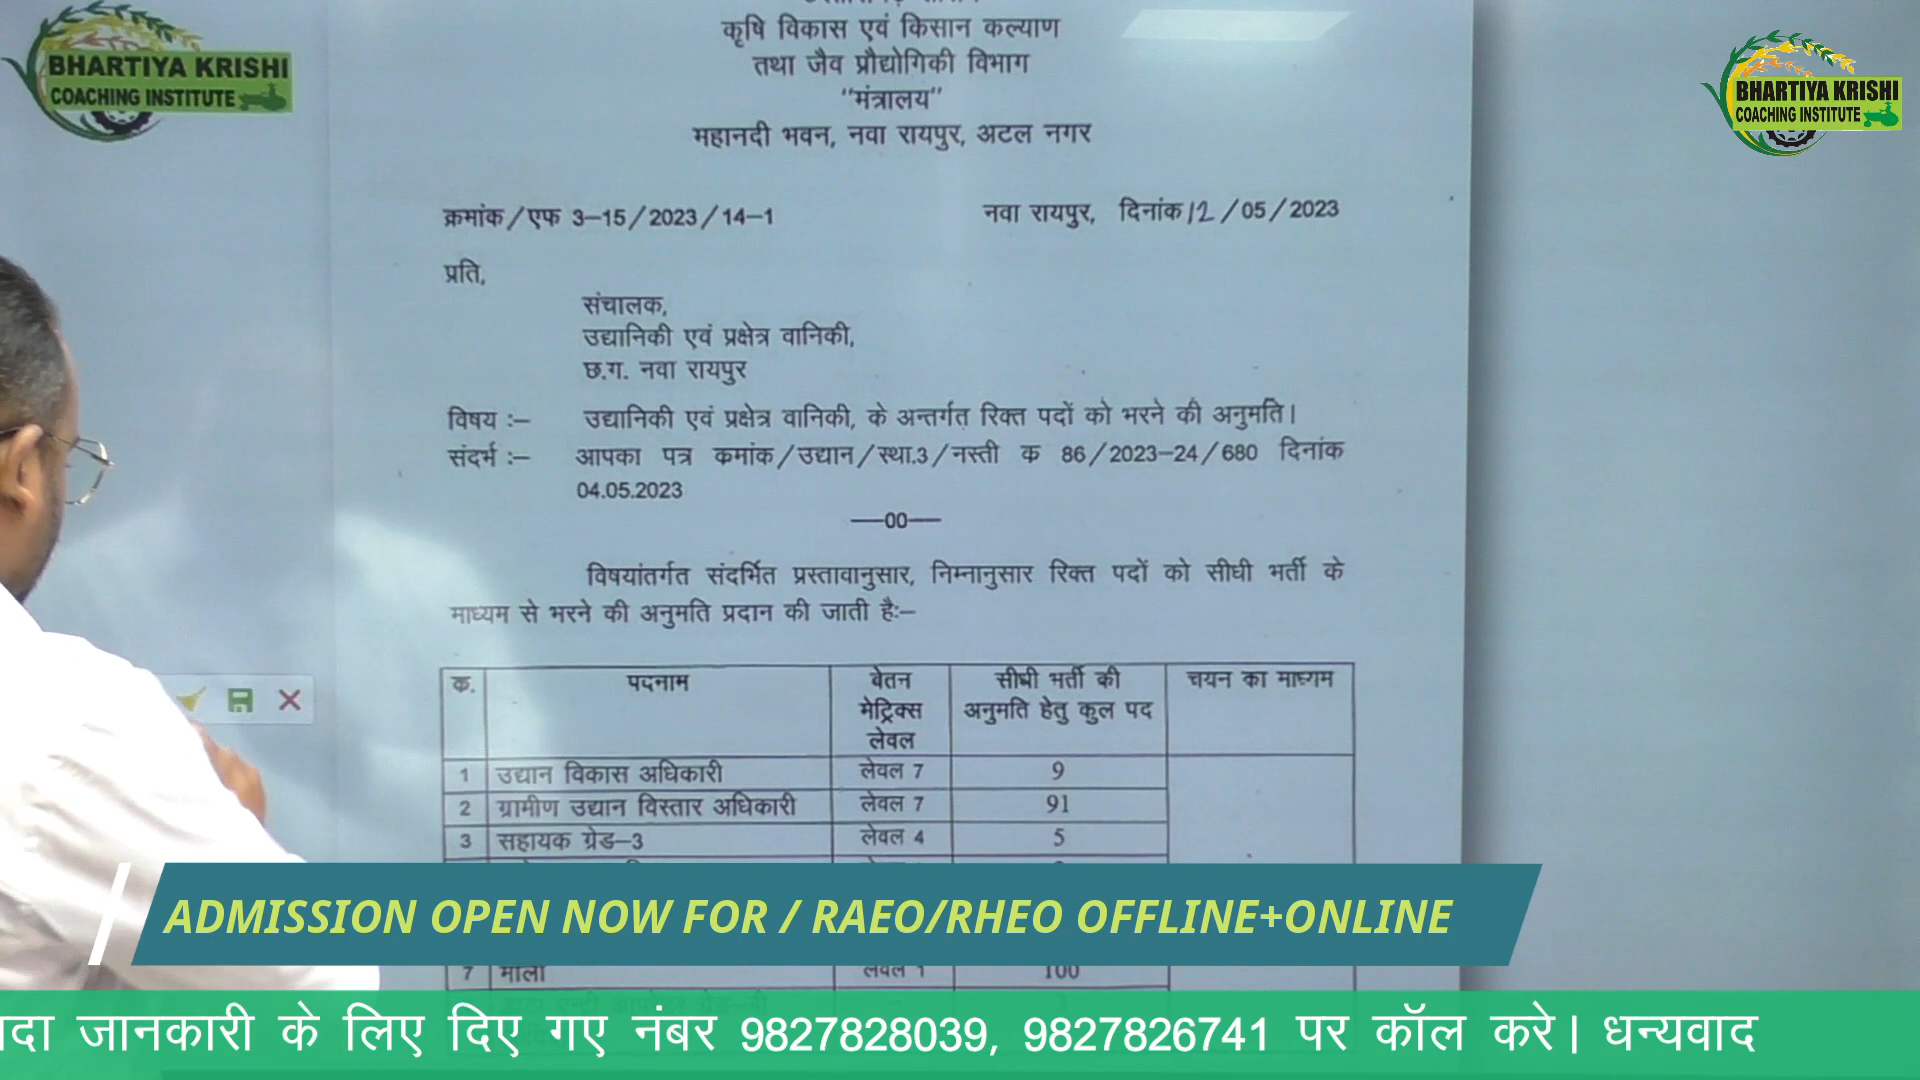 BHARTIYA KRISHI
COACHING INSTITUTE
BHARTIYA KRISHI
COACHING INSTITUTE
कृषि विकास एवं किसान कल्याण
तथा जैव प्रौद्योगिकी विभाग
"मंत्रालय"
महानदी भवन, नवा रायपुर, अटल नगर
क्रमांक/एफ 3–15/2023/14–1 नवा रायपुर, दिनांक 12/05/2023
प्रति,
संचालक,
उद्यानिकी एवं प्रक्षेत्र वानिकी,
छ.ग. नवा रायपुर
विषय :– उद्यानिकी एवं प्रक्षेत्र वानिकी, के अन्तर्गत रिक्त पदों को भरने की अनुमति।
संदर्भ :– आपका पत्र कमांक/उद्यान/स्था.3/नस्ती क 86/2023–24/680 दिनांक
04.05.2023
—00—
विषयांतर्गत संदर्भित प्रस्तावानुसार, निम्नानुसार रिक्त पदों को सीधी भर्ती के
माध्यम से भरने की अनुमति प्रदान की जाती है:–
क. पदनाम वेतन मेट्रिक्स लेवल सीधी भर्ती की अनुमति हेतु कुल पद चयन का माध्यम
1 उद्यान विकास अधिकारी लेवल 7 9
2 ग्रामीण उद्यान विस्तार अधिकारी लेवल 7 91
3 सहायक ग्रेड–3 लेवल 4 5
ADMISSION OPEN NOW FOR / RAEO/RHEO OFFLINE+ONLINE
7 माली लेवल 1 100
जानकारी के लिए दिए गए नंबर 9827828039, 9827826741 पर कॉल करे। धन्यवाद